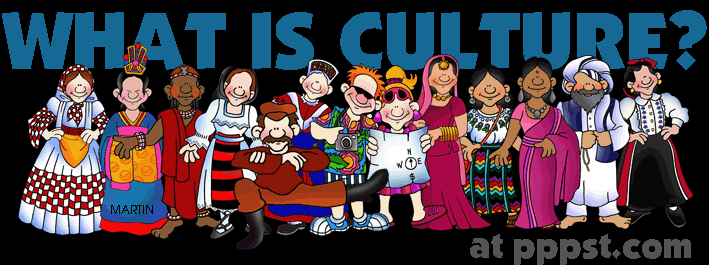 WHAT IS CULTURE?
N
W E
S
MARTIN
at pppst.com